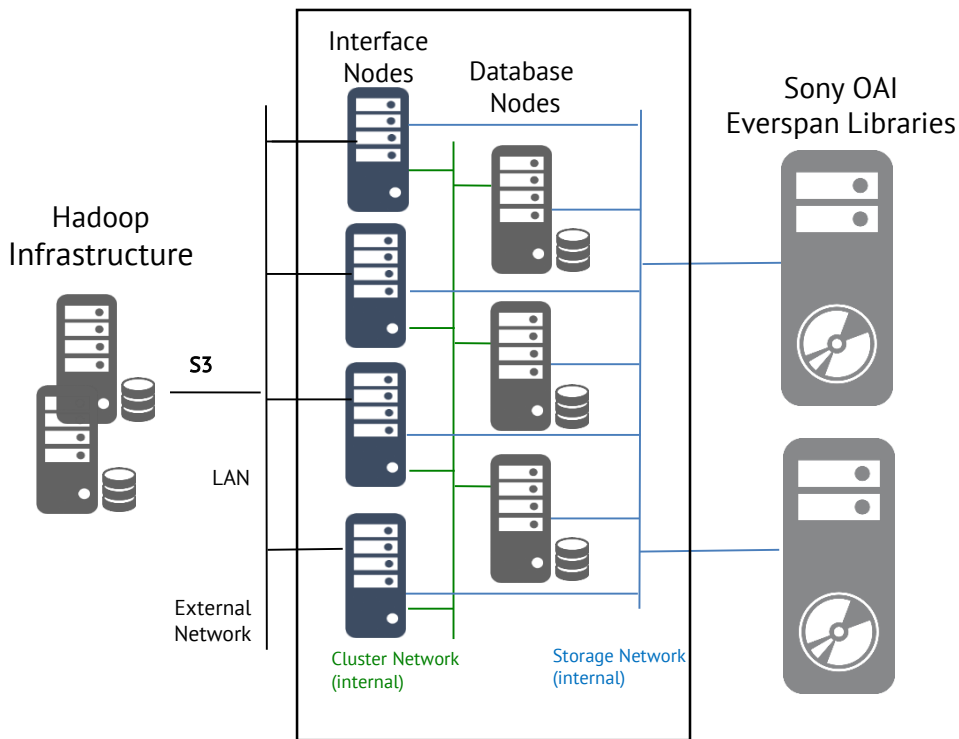 Interface
Nodes
Database
Nodes
Sony OAI
Everspan Libraries
Hadoop
Infrastructure
S3
LAN
External
Network
Cluster Network
(internal)
Storage Network
(internal)